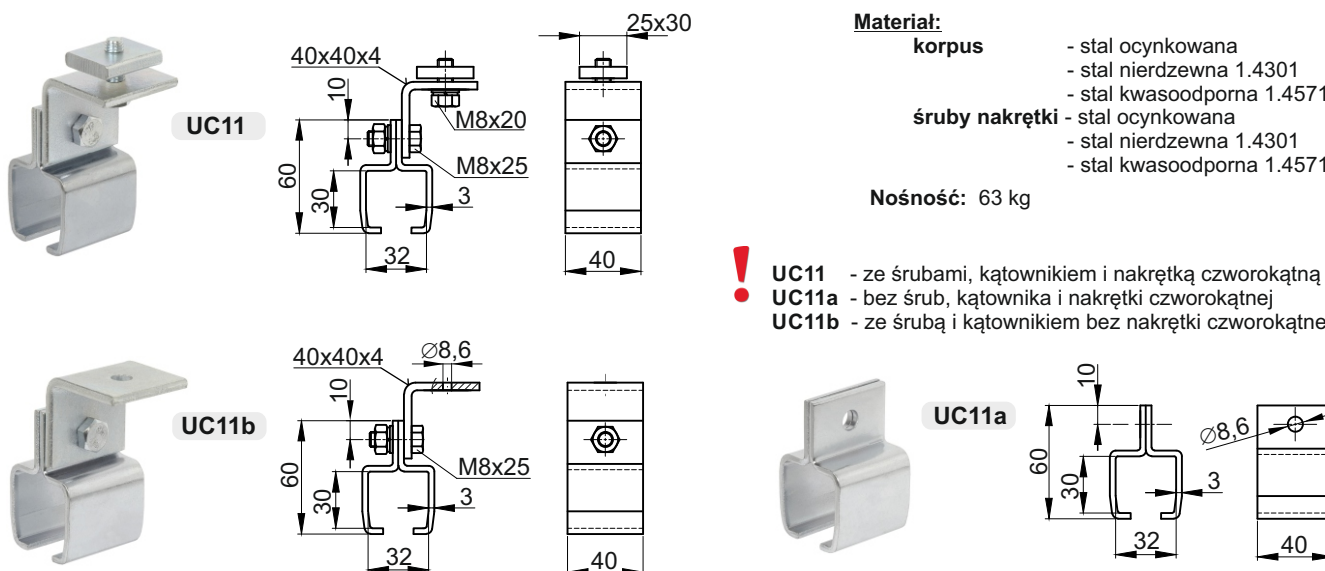 25x30
40x40x4
10
UC11
M8x20
M8x25
60
30
3
32
40
Materiał:
korpus - stal ocynkowana
- stal nierdzewna 1.4301
- stal kwasoodporna 1.4571
śruby nakrętki - stal ocynkowana
- stal nierdzewna 1.4301
- stal kwasoodporna 1.4571
Nośność: 63 kg
!
UC11 - ze śrubami, kątownikiem i nakrętką czworokątną
UC11a - bez śrub, kątownika i nakrętki czworokątnej
UC11b - ze śrubą i kątownikiem bez nakrętki czworokątne
40x40x4
∅8,6
10
UC11b
M8x25
60
30
3
32
40
UC11a
10
∅8,6
60
30
3
32
40